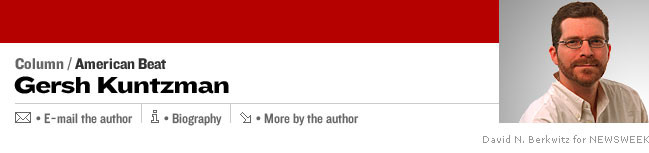 Column / American Beat
Gersh Kuntzman
• E-mail the author • Biography • More by the author
David N. Berkwitz for NEWSWEEK